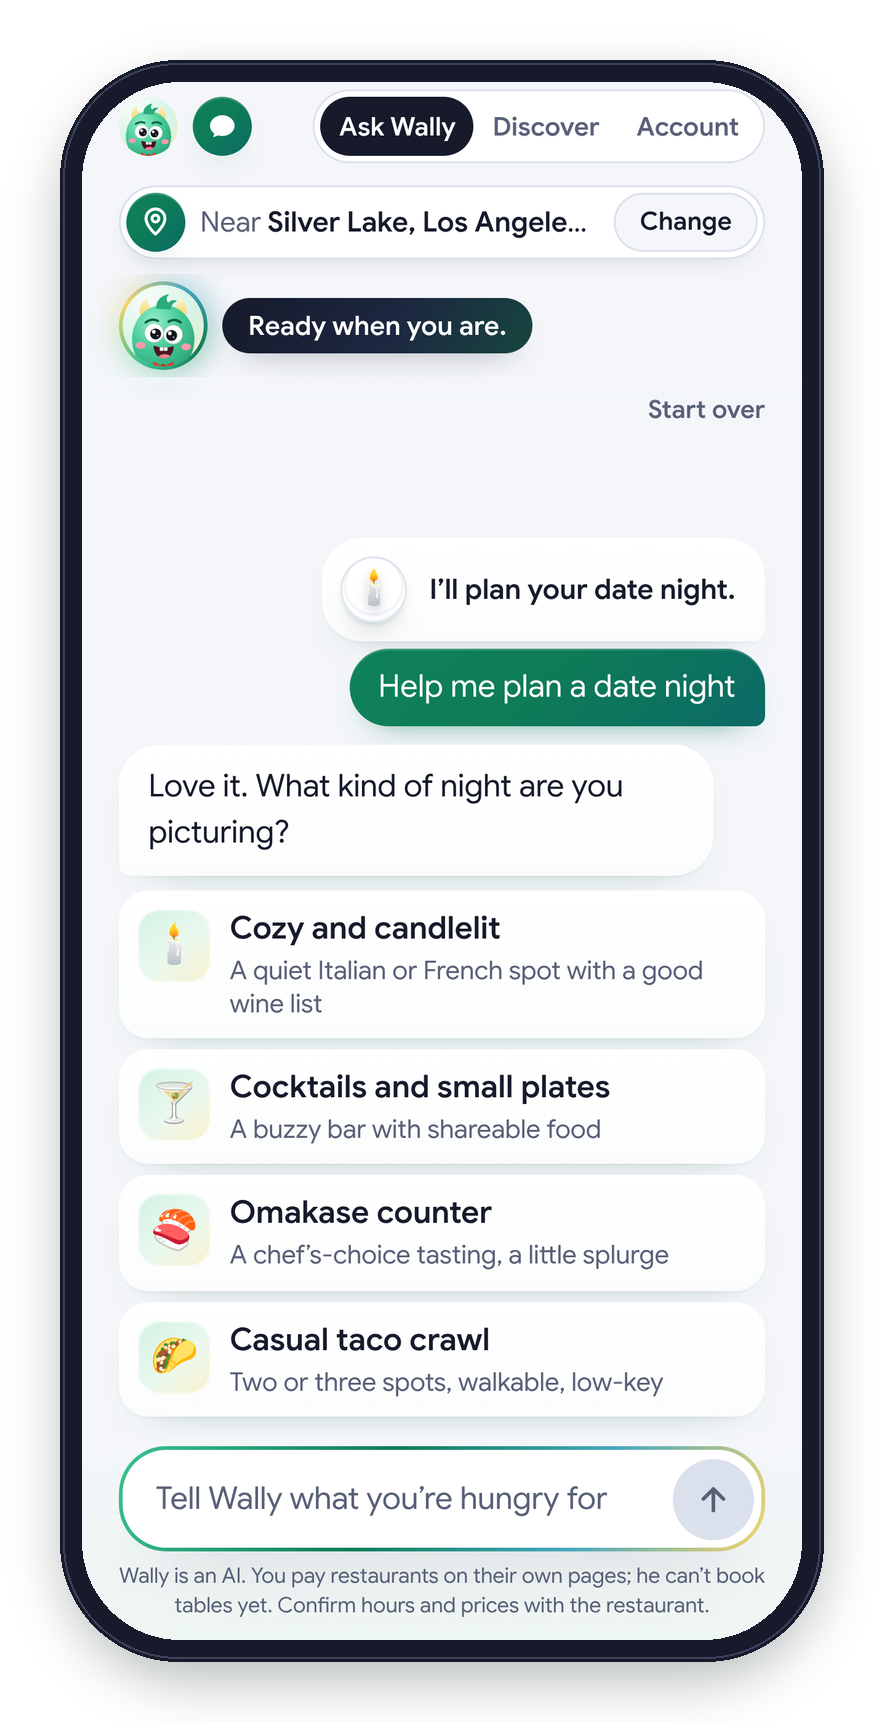 Ask Wally
Discover
Account
Near Silver Lake, Los Angele...
Change
Ready when you are.
Start over
I’ll plan your date night.
Help me plan a date night
Love it. What kind of night are you
picturing?
Cozy and candlelit
A quiet Italian or French spot with a good
wine list
Cocktails and small plates
A buzzy bar with shareable food
Omakase counter
A chef’s-choice tasting, a little splurge
Casual taco crawl
Two or three spots, walkable, low-key
Tell Wally what you’re hungry for
Wally is an AI. You pay restaurants on their own pages; he can’t book
tables yet. Confirm hours and prices with the restaurant.